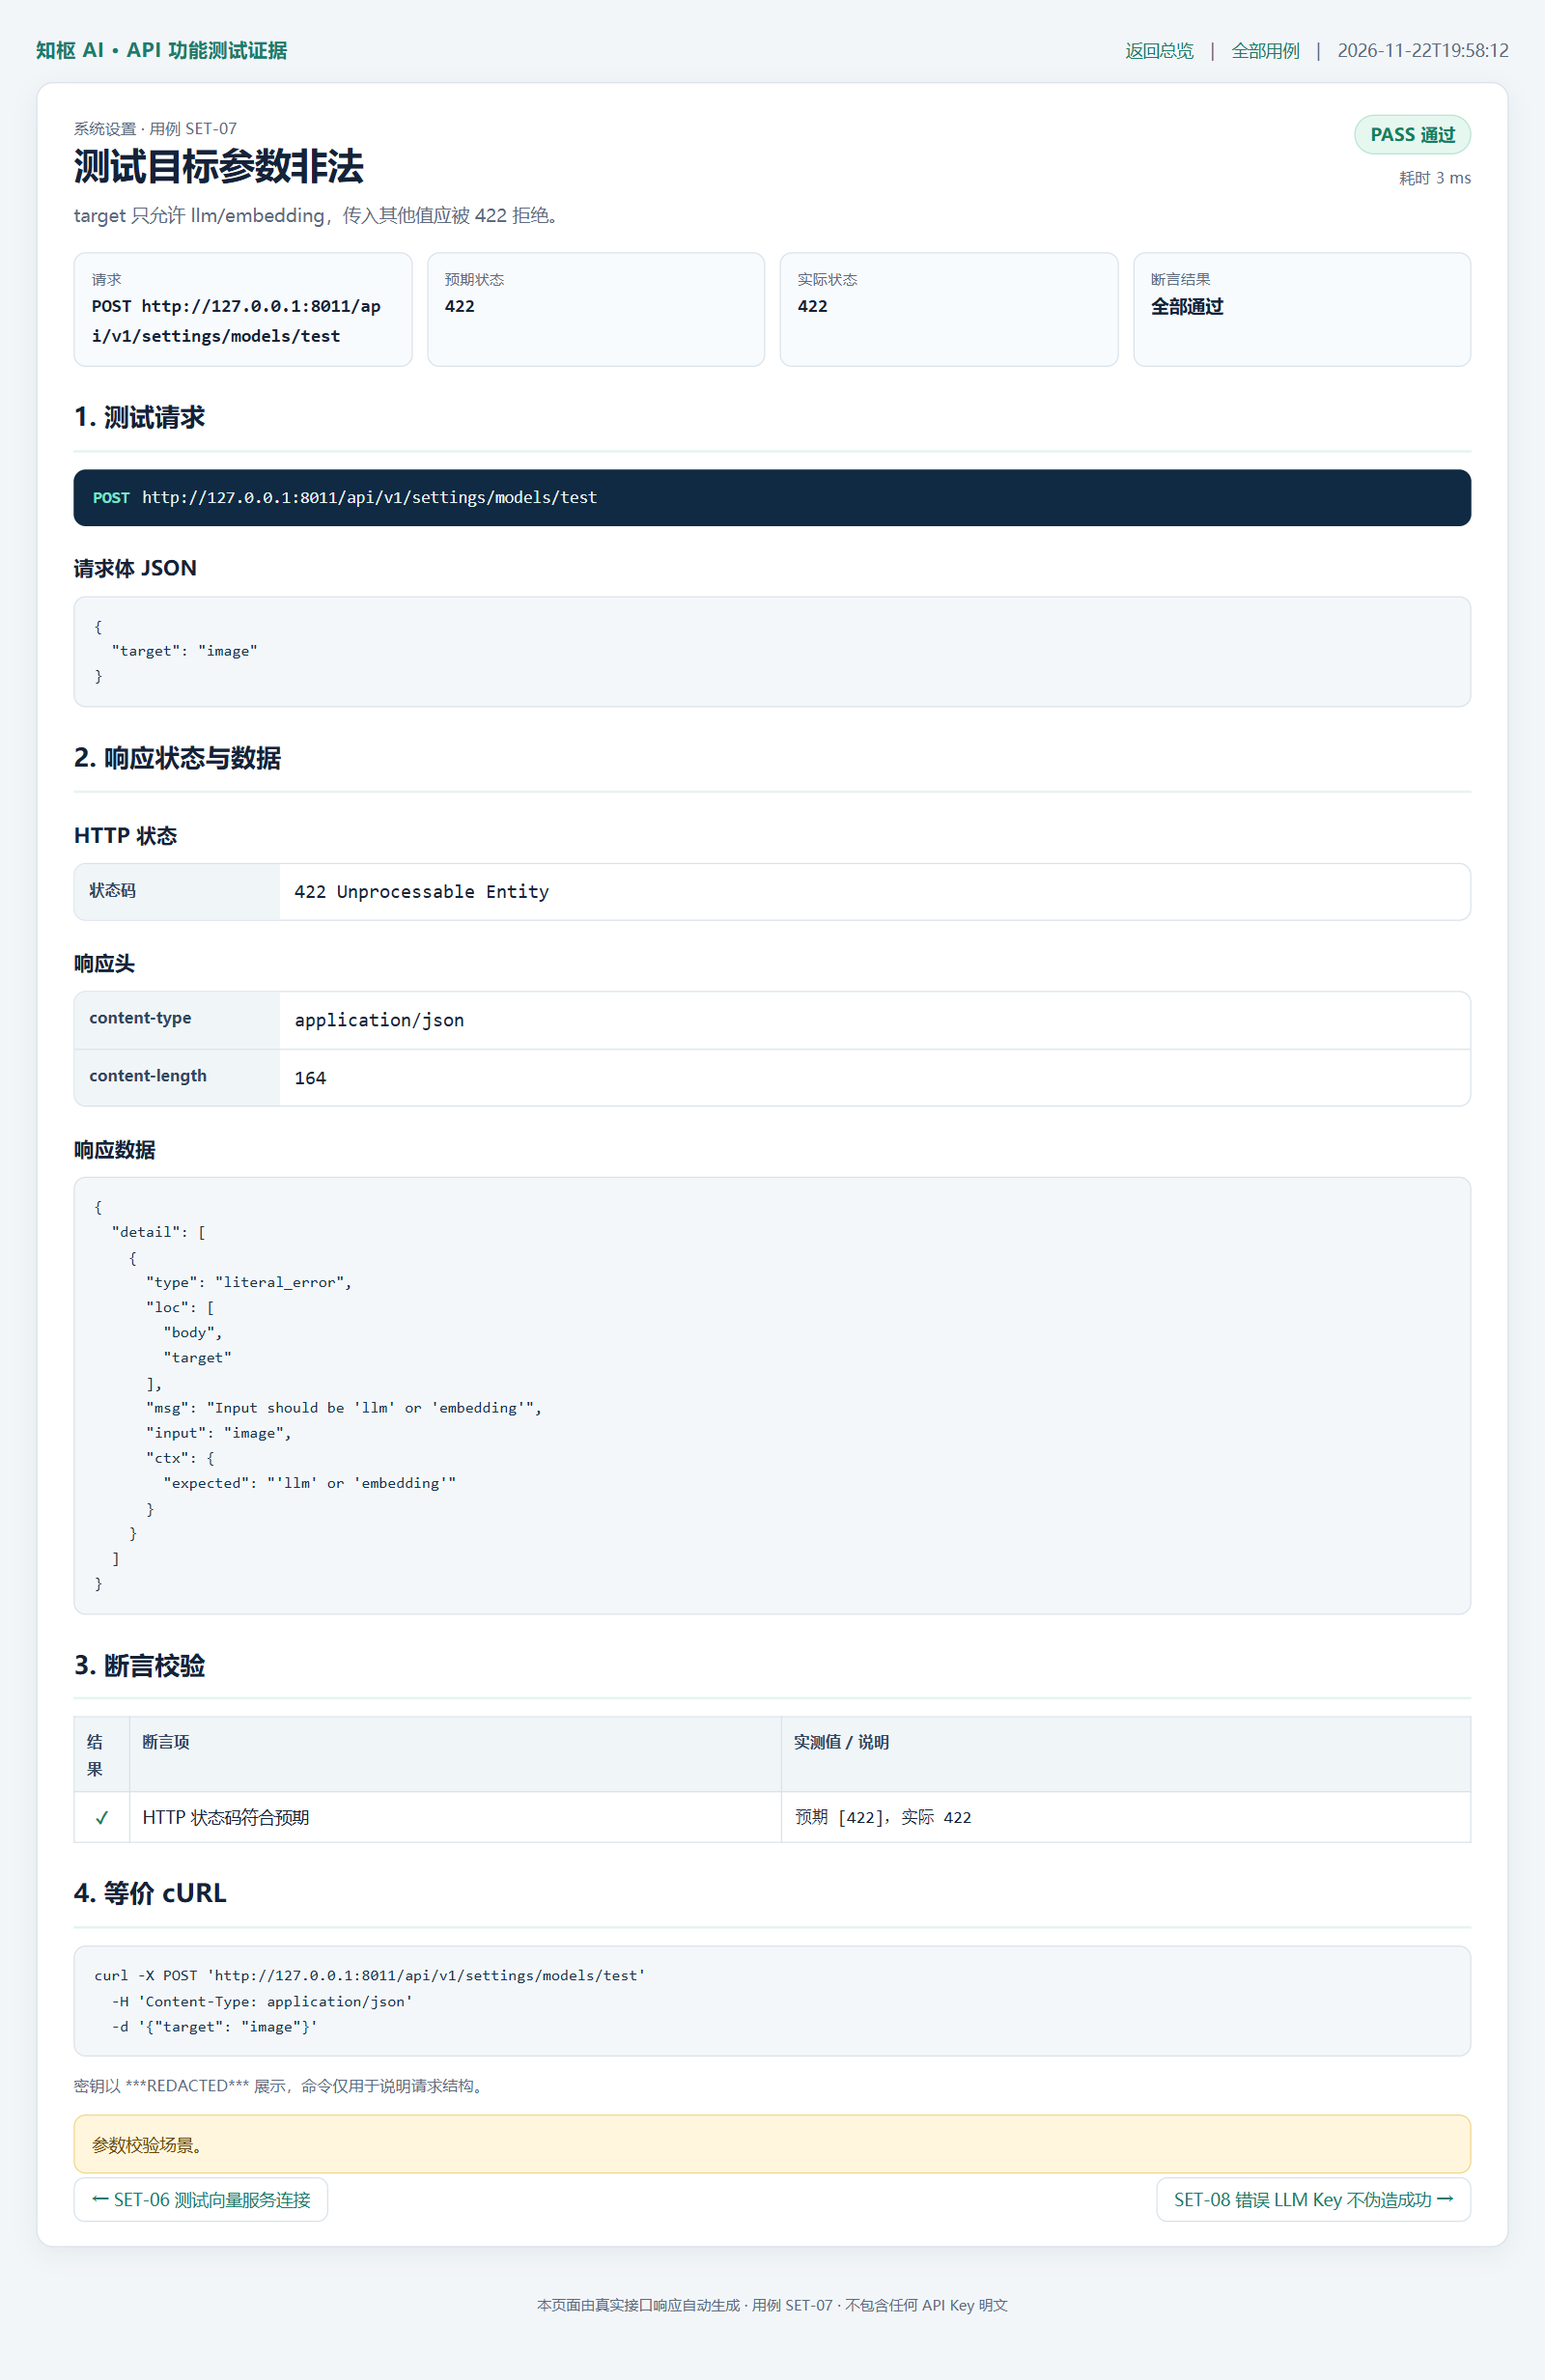 知枢 AI · API 功能测试证据
返回总览 | 全部用例 | 2026-11-22T19:58:12
系统设置 · 用例 SET-07
PASS 通过
测试目标参数非法
耗时 3 ms
target 只允许 llm/embedding，传入其他值应被 422 拒绝。
请求
POST http://127.0.0.1:8011/ap
i/v1/settings/models/test
预期状态
422
实际状态
422
断言结果
全部通过
1. 测试请求
POST http://127.0.0.1:8011/api/v1/settings/models/test
请求体 JSON
{
  "target": "image"
}
2. 响应状态与数据
HTTP 状态
状态码 422 Unprocessable Entity
响应头
content-type application/json
content-length 164
响应数据
{
  "detail": [
    {
      "type": "literal_error",
      "loc": [
        "body",
        "target"
      ],
      "msg": "Input should be 'llm' or 'embedding'",
      "input": "image",
      "ctx": {
        "expected": "'llm' or 'embedding'"
      }
    }
  ]
}
3. 断言校验
结
果
断言项
实测值 / 说明
✓ HTTP 状态码符合预期 预期 [422]，实际 422
4. 等价 cURL
curl -X POST 'http://127.0.0.1:8011/api/v1/settings/models/test'
  -H 'Content-Type: application/json'
  -d '{"target": "image"}'
密钥以 ***REDACTED*** 展示，命令仅用于说明请求结构。
参数校验场景。
← SET-06 测试向量服务连接
SET-08 错误 LLM Key 不伪造成功 →
本页面由真实接口响应自动生成 · 用例 SET-07 · 不包含任何 API Key 明文